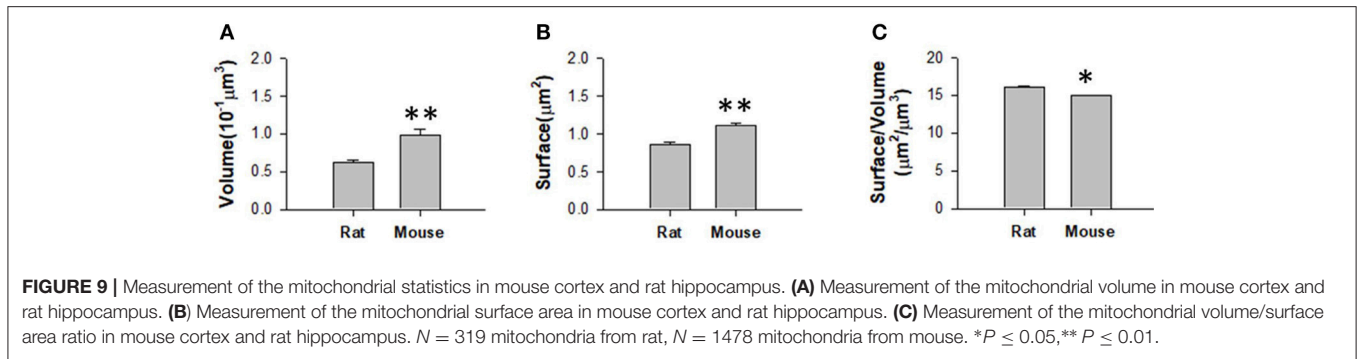 A
Volume(10⁻¹μm³)
2.0
1.5
1.0
0.5
0.0
**
Rat Mouse
B
Surface(μm²)
2.0
1.5
1.0
0.5
0.0
**
Rat Mouse
C
Surface/Volume
(μm²/μm³)
20
15
10
5
0
*
Rat Mouse
FIGURE 9 | Measurement of the mitochondrial statistics in mouse cortex and rat hippocampus. (A) Measurement of the mitochondrial volume in mouse cortex and
rat hippocampus. (B) Measurement of the mitochondrial surface area in mouse cortex and rat hippocampus. (C) Measurement of the mitochondrial volume/surface
area ratio in mouse cortex and rat hippocampus. N = 319 mitochondria from rat, N = 1478 mitochondria from mouse. *P ≤ 0.05,** P ≤ 0.01.